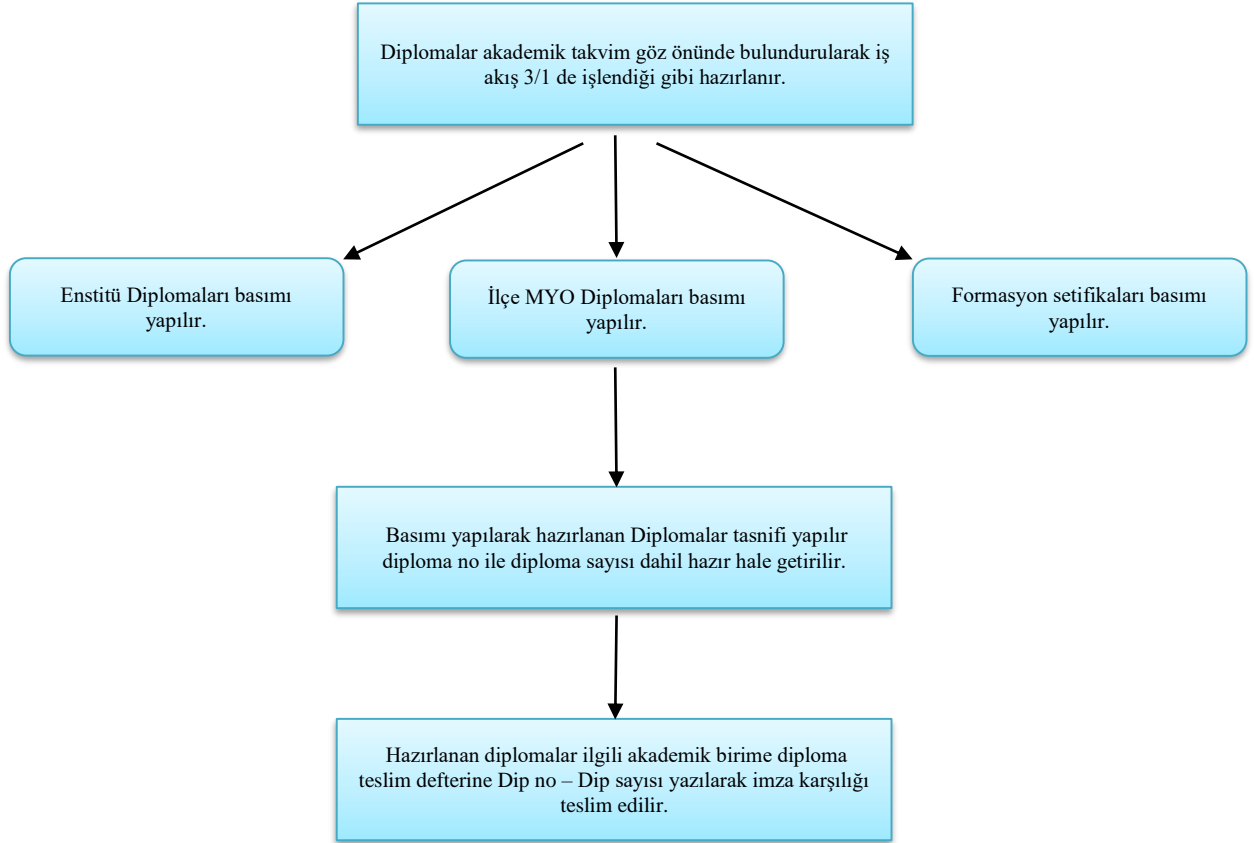 Diplomalar akademik takvim göz önünde bulundurularak iş
akış 3/1 de işlendiği gibi hazırlanır.
Enstitü Diplomaları basımı
yapılır.
İlçe MYO Diplomaları basımı
yapılır.
Formasyon setifikaları basımı
yapılır.
Basımı yapılarak hazırlanan Diplomalar tasnifi yapılır
diploma no ile diploma sayısı dahil hazır hale getirilir.
Hazırlanan diplomalar ilgili akademik birime diploma
teslim defterine Dip no – Dip sayısı yazılarak imza karşılığı
teslim edilir.